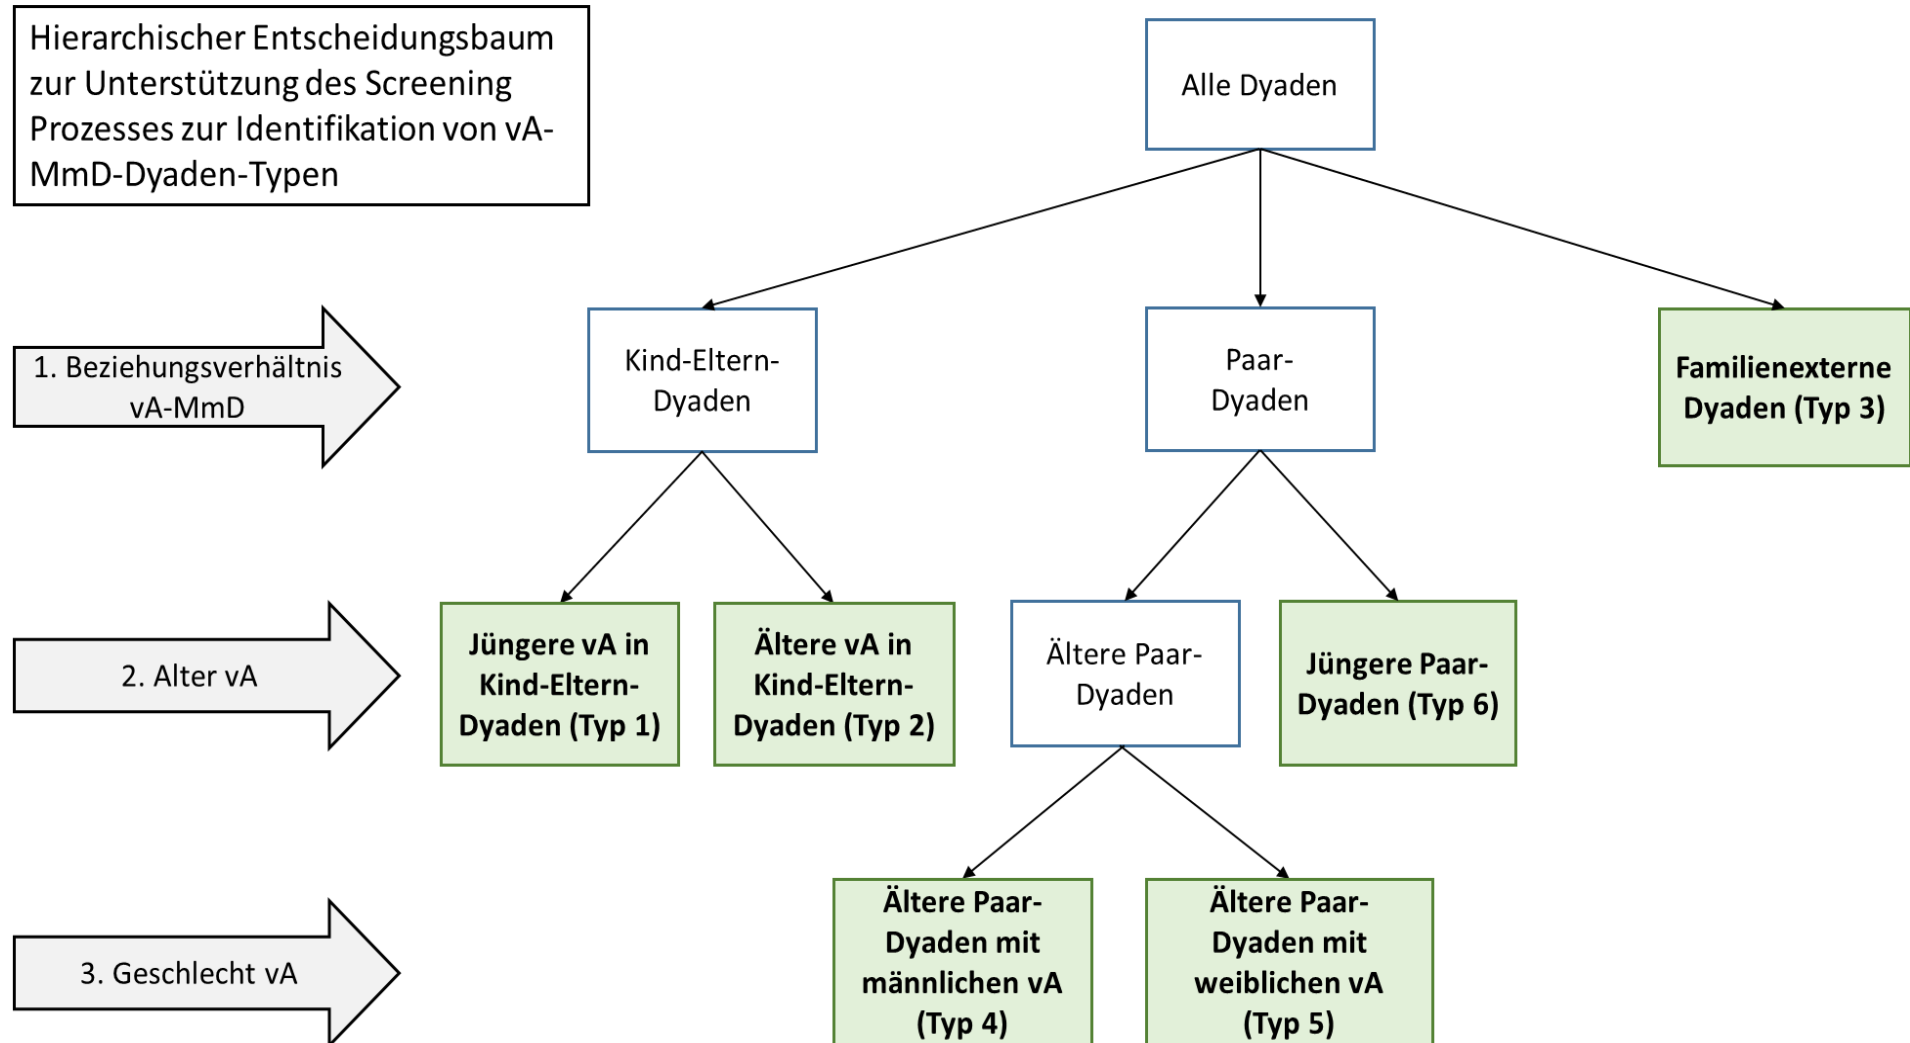 Hierarchischer Entscheidungsbaum
zur Unterstützung des Screening
Prozesses zur Identifikation von vA-
MmD-Dyaden-Typen
Alle Dyaden
1. Beziehungsverhältnis
vA-MmD
Kind-Eltern-
Dyaden
Paar-
Dyaden
Familienexterne
Dyaden (Typ 3)
2. Alter vA
Jüngere vA in
Kind-Eltern-
Dyaden (Typ 1)
Ältere vA in
Kind-Eltern-
Dyaden (Typ 2)
Ältere Paar-
Dyaden
Jüngere Paar-
Dyaden (Typ 6)
3. Geschlecht vA
Ältere Paar-
Dyaden mit
männlichen vA
(Typ 4)
Ältere Paar-
Dyaden mit
weiblichen vA
(Typ 5)